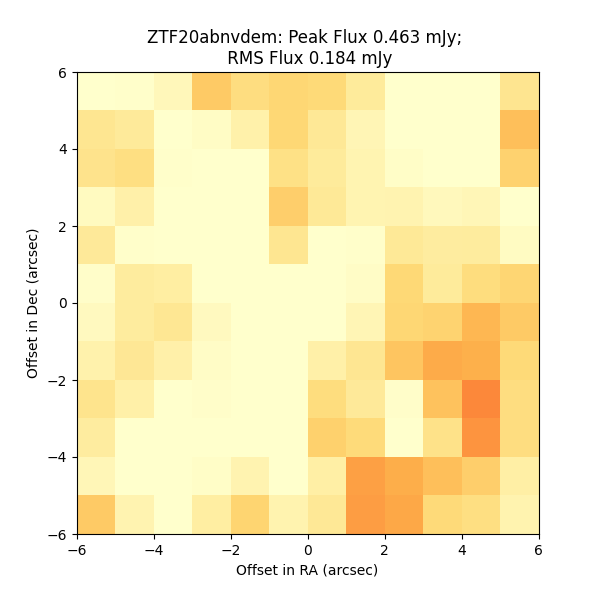 ZTF20abnvdem: Peak Flux 0.463 mJy;
RMS Flux 0.184 mJy
6
4
2
0
−2
−4
−6
Offset in Dec (arcsec)
−6 −4 −2 0 2 4 6
Offset in RA (arcsec)